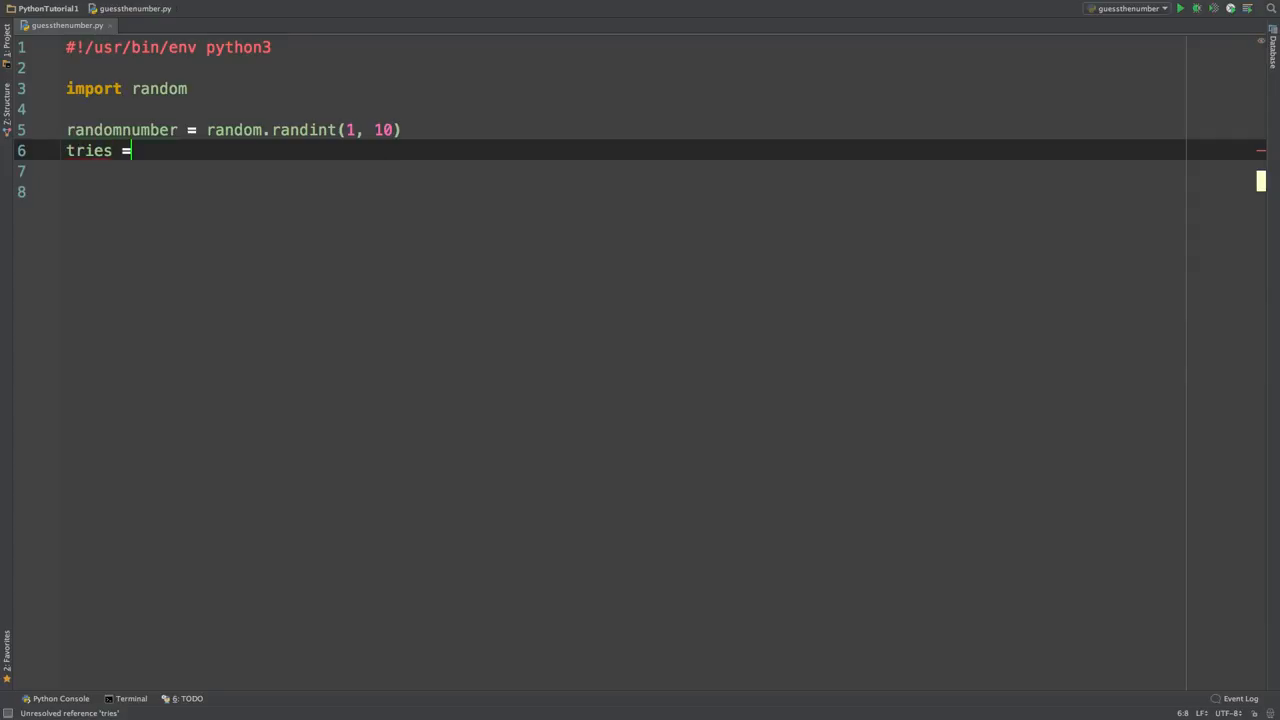 PythonTutorial1 guessthenumber.py guessthenumber
guessthenumber.py
1: Project
Z: Structure
2: Favorites
Database
1 #!/usr/bin/env python3
2
3 import random
4
5 randomnumber = random.randint(1, 10)
6 tries =
7
8
Python Console Terminal 6: TODO Event Log
Unresolved reference 'tries' 6:8 LF÷ UTF-8÷